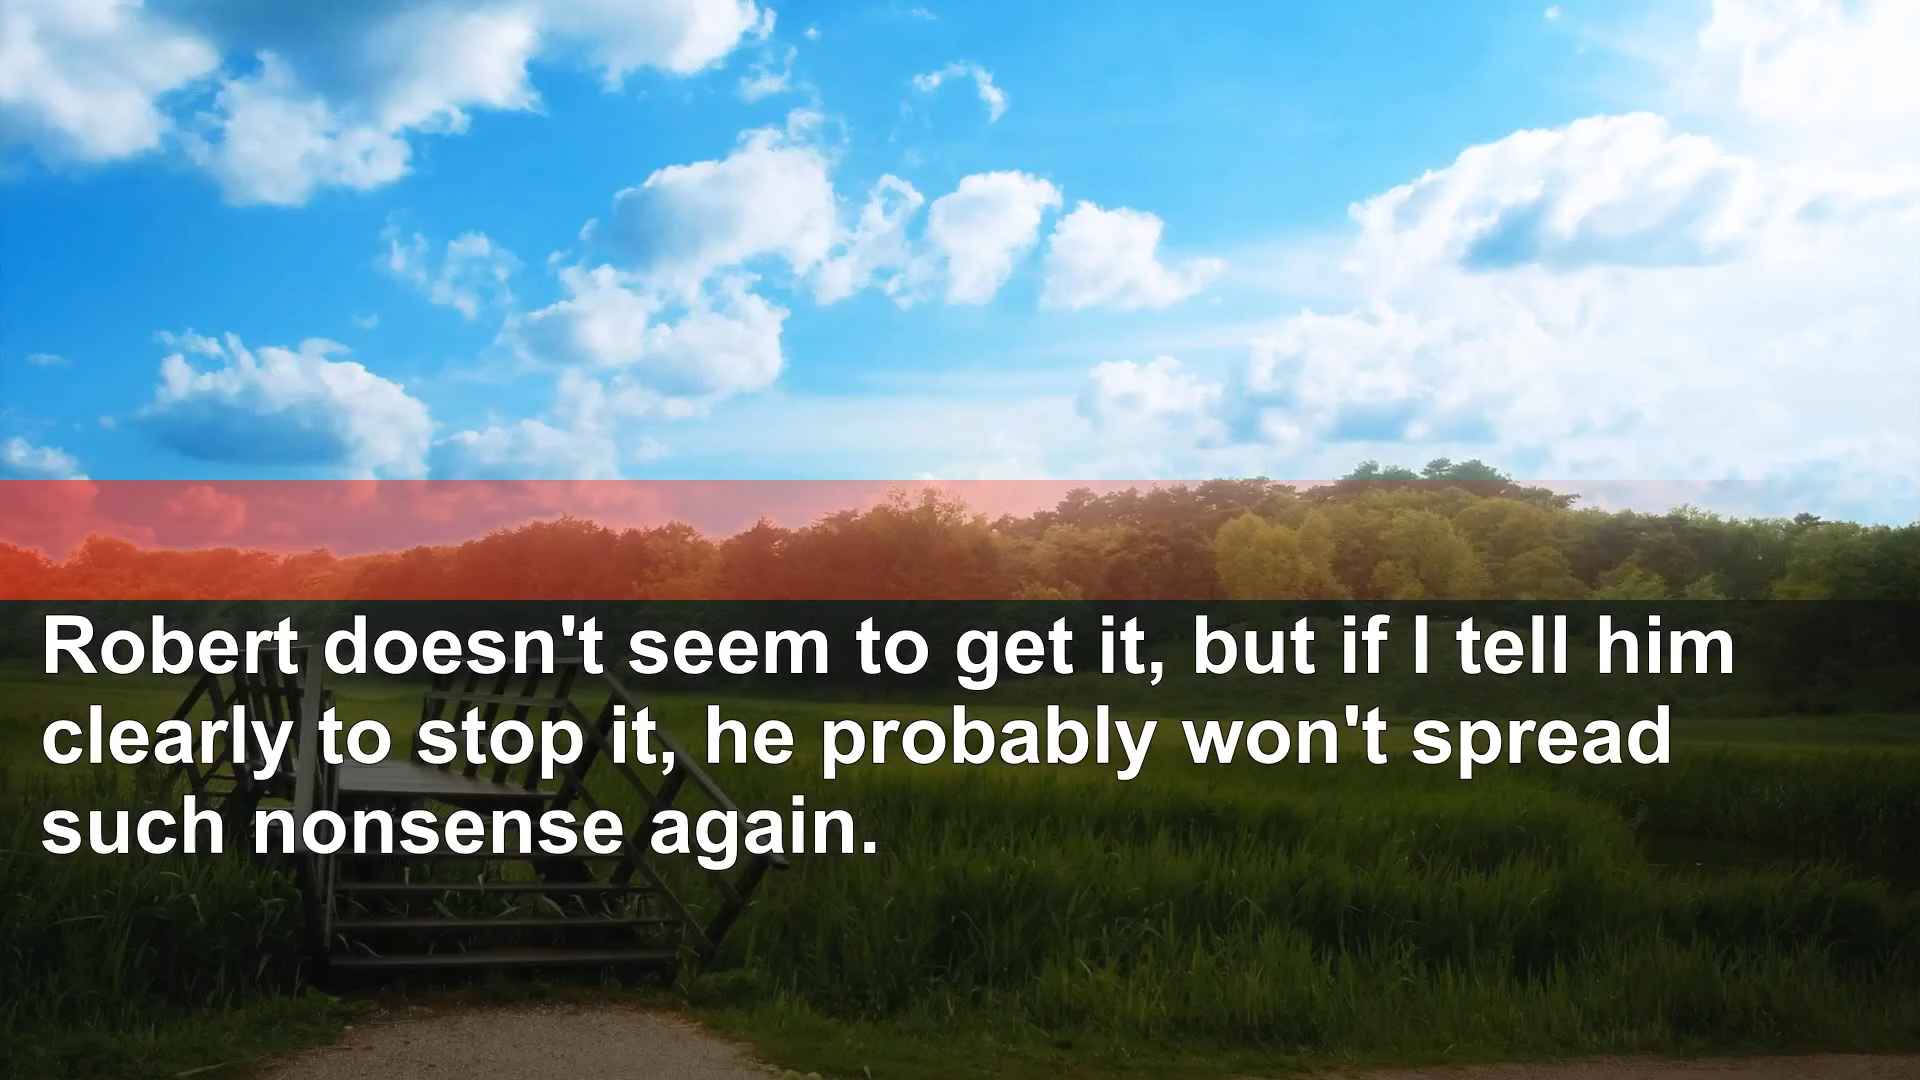 Robert doesn't seem to get it, but if I tell him
clearly to stop it, he probably won't spread
such nonsense again.